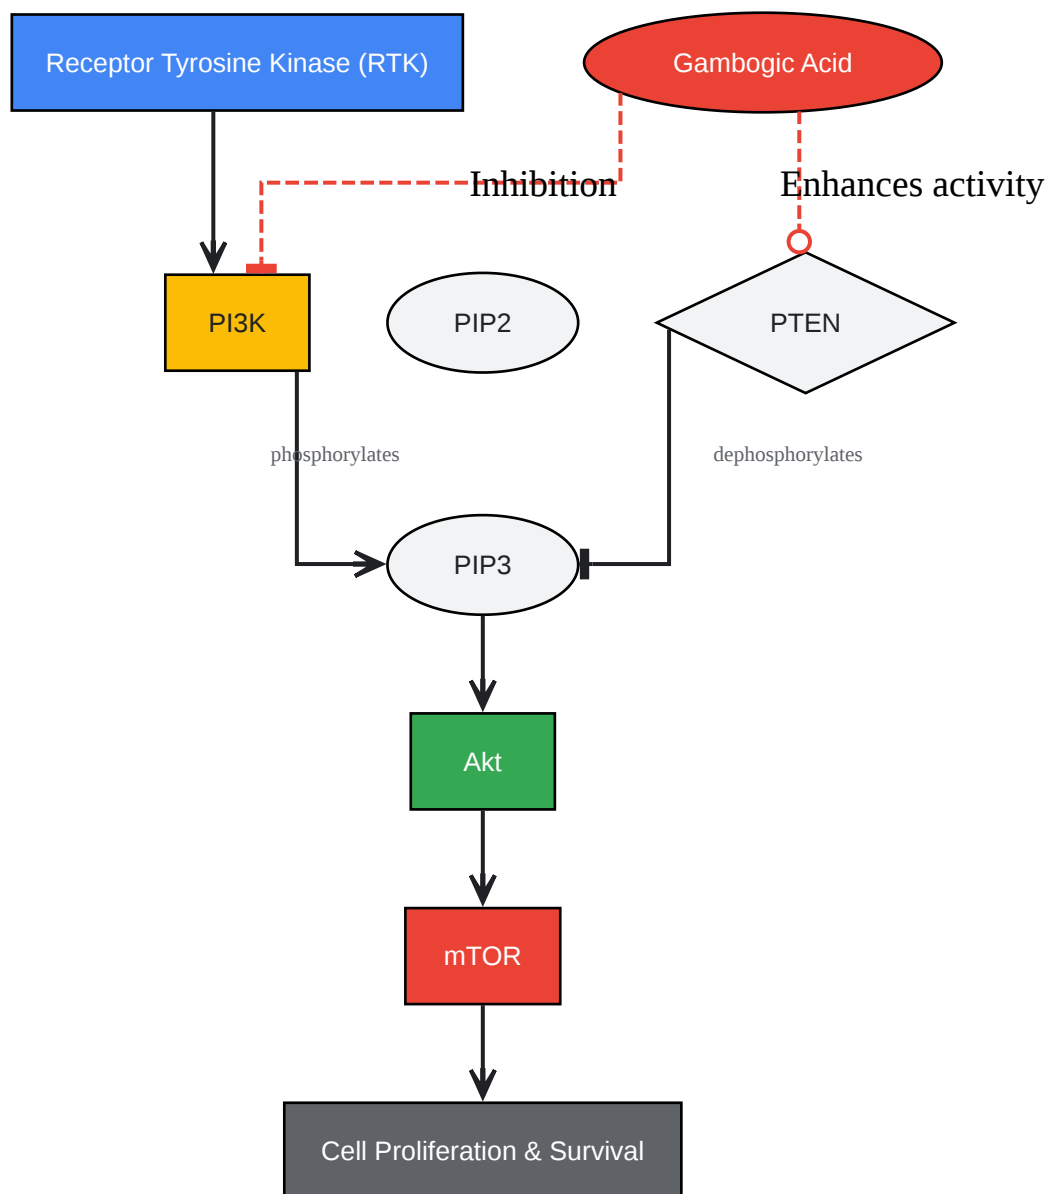 Receptor Tyrosine Kinase (RTK)
Gambogic Acid
Inhibition
Enhances activity
PI3K
PIP2
PTEN
phosphorylates
dephosphorylates
PIP3
Akt
mTOR
Cell Proliferation & Survival